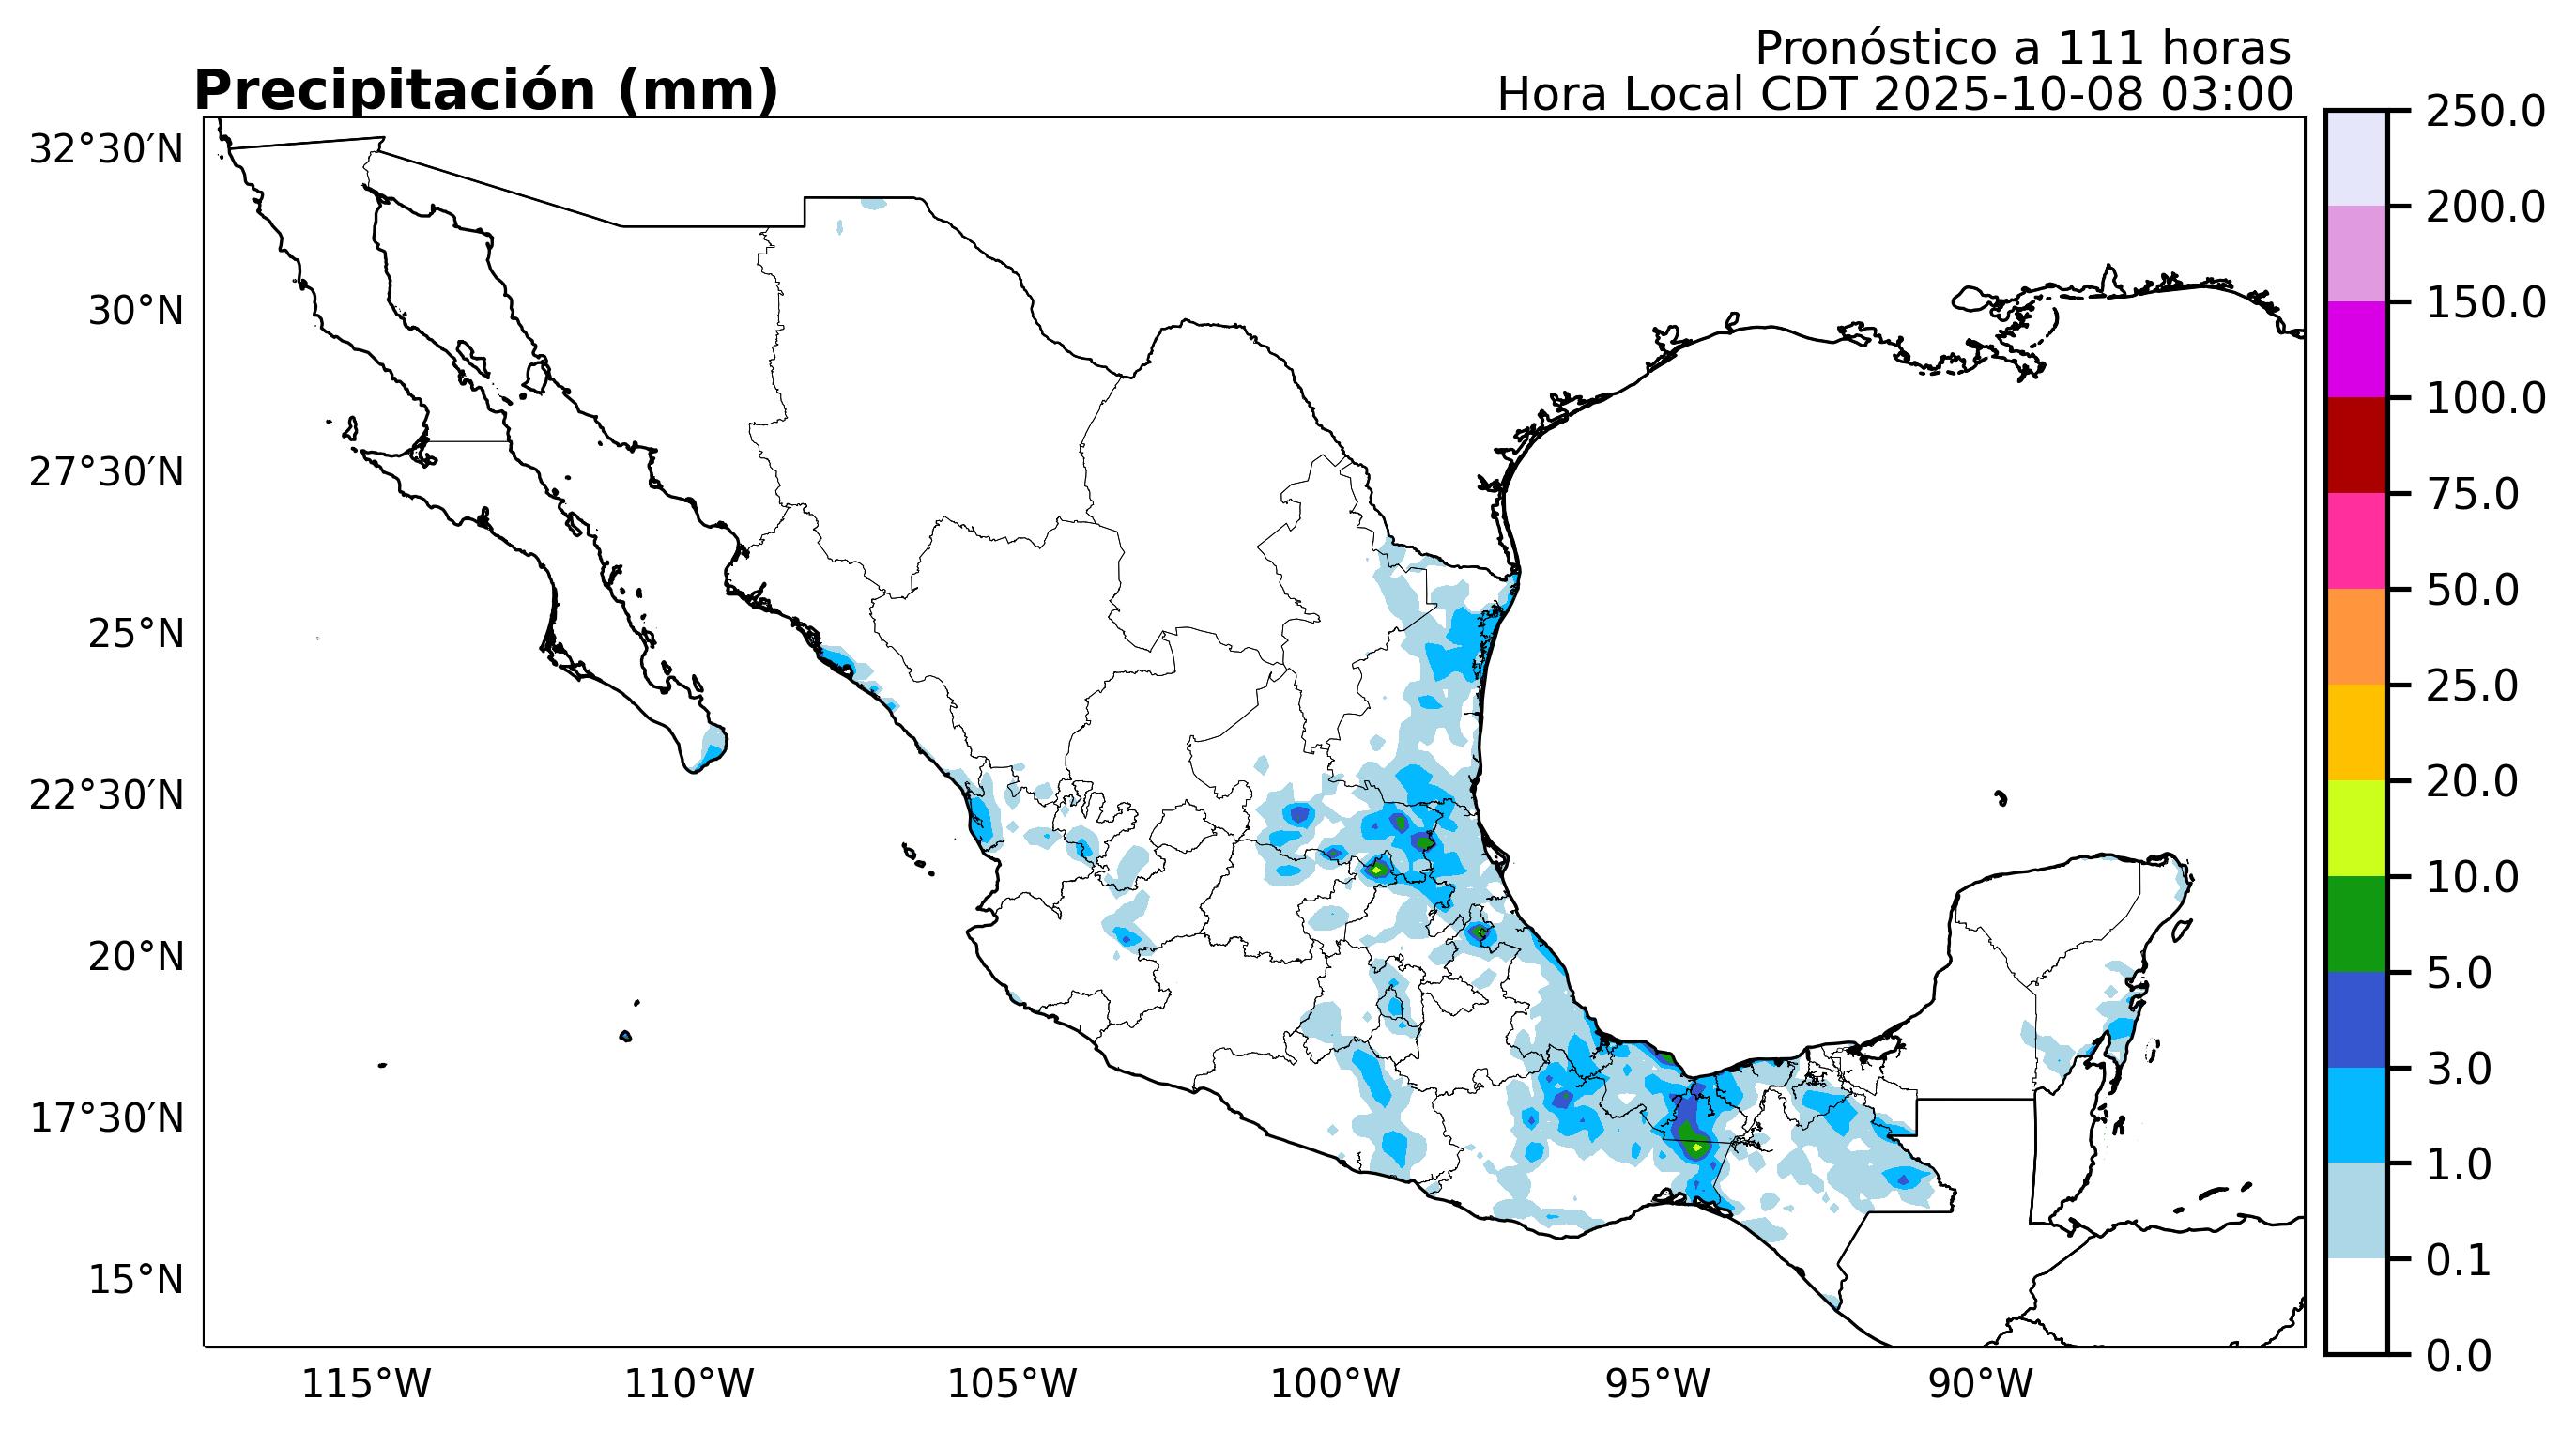 Pronóstico a 111 horas
Precipitación (mm)
Hora Local CDT 2025-10-08 03:00
32°30′N
30°N
27°30′N
25°N
22°30′N
20°N
17°30′N
15°N
115°W
110°W
105°W
100°W
95°W
90°W
250.0
200.0
150.0
100.0
75.0
50.0
25.0
20.0
10.0
5.0
3.0
1.0
0.1
0.0